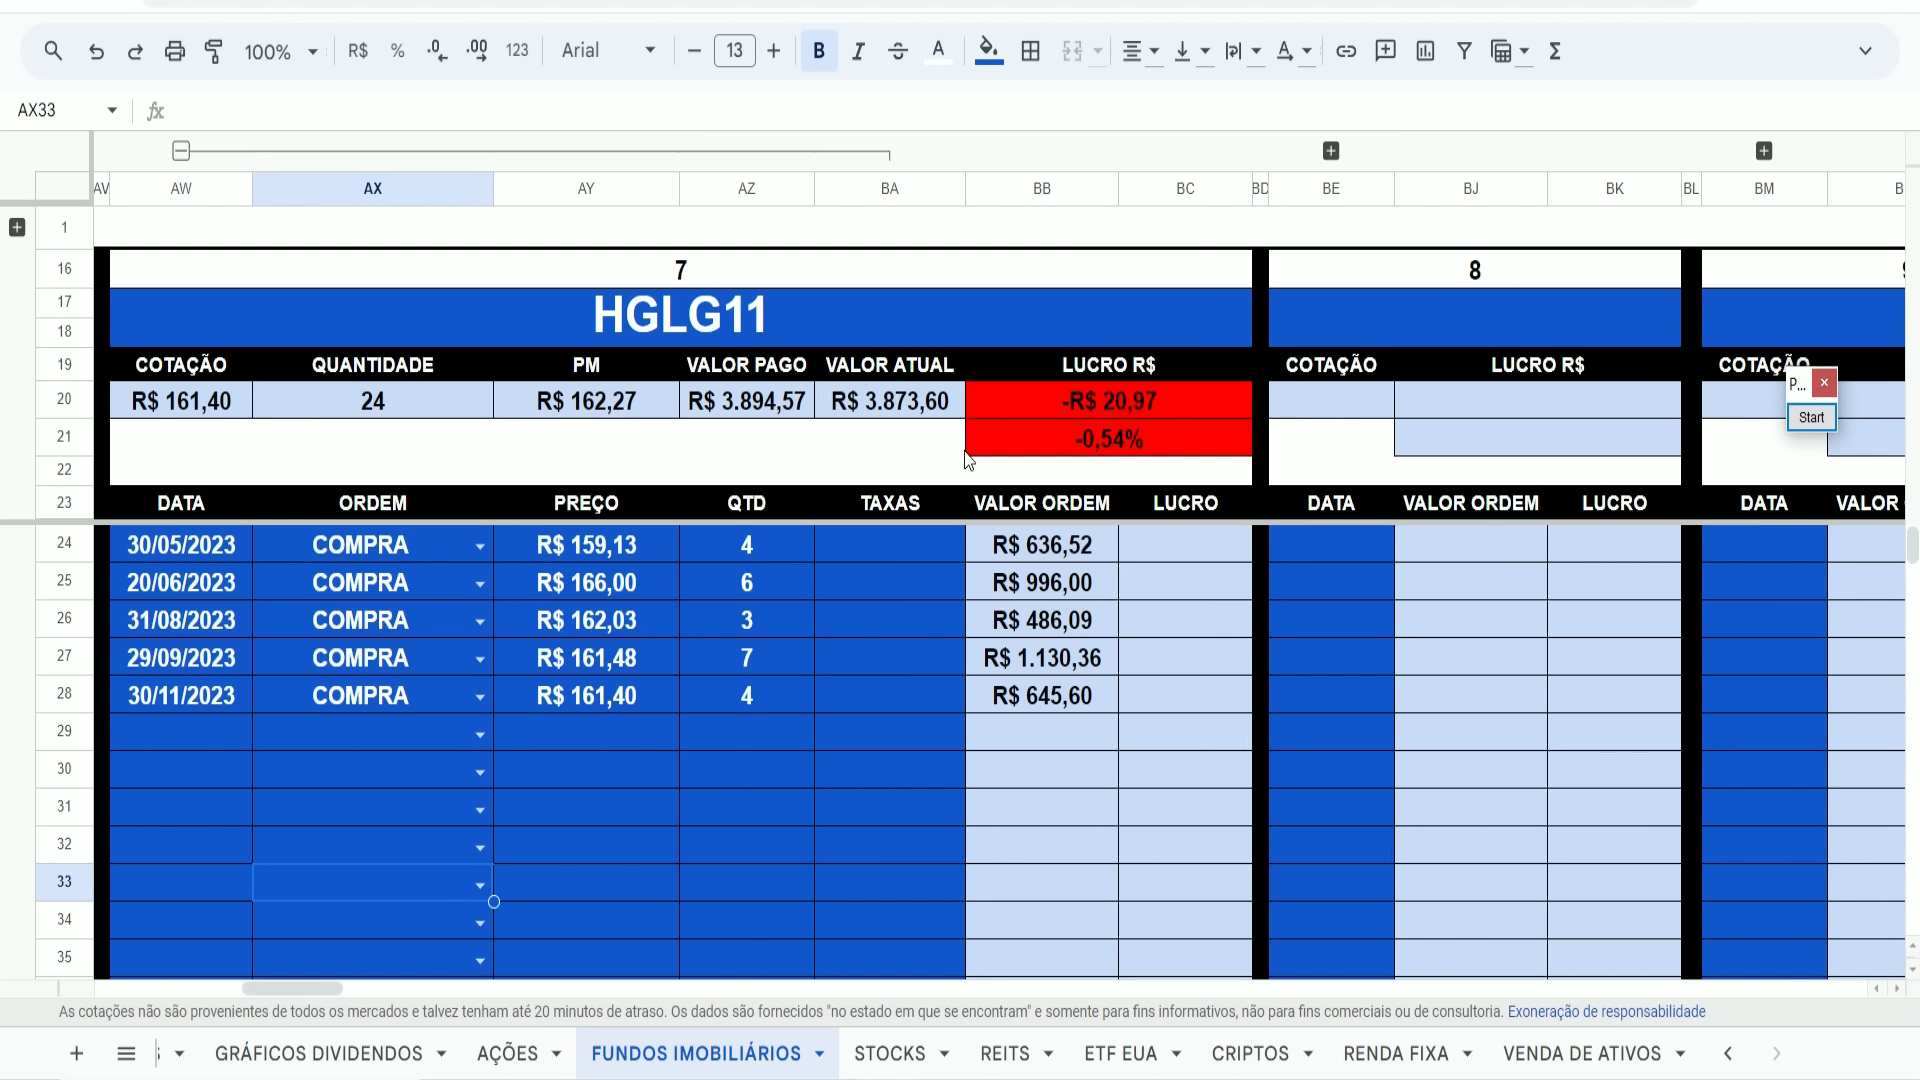 100% R$ % .0 .00 123 Arial 13 B I A A Σ
AX33 fx
AV AW AX AY AZ BA BB BC BD BE BJ BK BL BM B
1
16 7 8
17 HGLG11
18
19 COTAÇÃO QUANTIDADE PM VALOR PAGO VALOR ATUAL LUCRO R$ COTAÇÃO LUCRO R$ COTAÇÃO
P... ×
20 R$ 161,40 24 R$ 162,27 R$ 3.894,57 R$ 3.873,60 -R$ 20,97
Start
21 -0,54%
22
23 DATA ORDEM PREÇO QTD TAXAS VALOR ORDEM LUCRO DATA VALOR ORDEM LUCRO DATA VALOR
24 30/05/2023 COMPRA R$ 159,13 4 R$ 636,52
25 20/06/2023 COMPRA R$ 166,00 6 R$ 996,00
26 31/08/2023 COMPRA R$ 162,03 3 R$ 486,09
27 29/09/2023 COMPRA R$ 161,48 7 R$ 1.130,36
28 30/11/2023 COMPRA R$ 161,40 4 R$ 645,60
29
30
31
32
33
34
35
As cotações não são provenientes de todos os mercados e talvez tenham até 20 minutos de atraso. Os dados são fornecidos "no estado em que se encontram" e somente para fins informativos, não para fins comerciais ou de consultoria. Exoneração de responsabilidade
GRÁFICOS DIVIDENDOS AÇÕES FUNDOS IMOBILIÁRIOS STOCKS REITS ETF EUA CRIPTOS RENDA FIXA VENDA DE ATIVOS